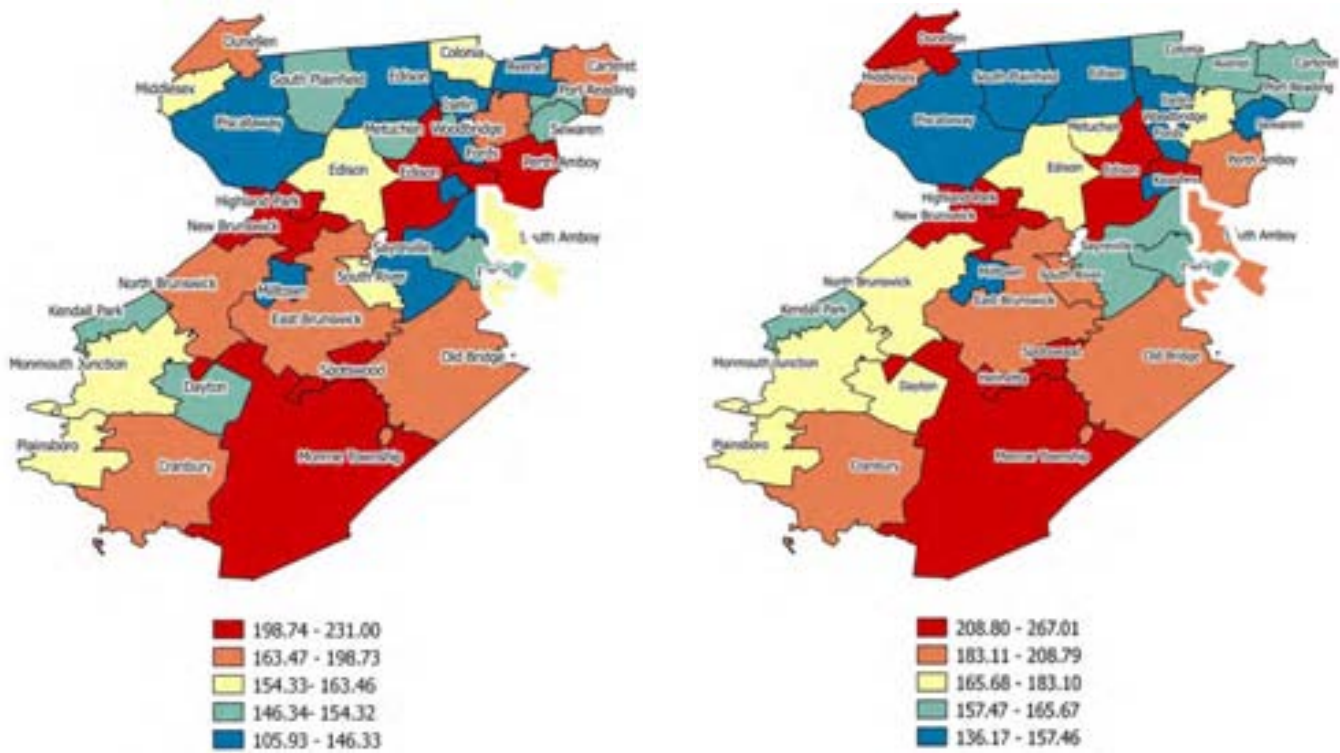 Dunellen
Colonia
Middlesex
South Plainfield
Edison
Avenel
Carteret
Port Reading
Piscataway
Iselin
Metuchen
Woodbridge
Sewaren
Fords
Edison
Edison
Perth Amboy
Highland Park
New Brunswick
Sayreville
South Amboy
North Brunswick
South River
Milltown
Kendall Park
East Brunswick
Monmouth Junction
Old Bridge
Spotswood
Dayton
Plainsboro
Cranbury
Monroe Township
198.74 - 231.00
163.47 - 198.73
154.33- 163.46
146.34- 154.32
105.93 - 146.33
Dunellen
Colonia
Middlesex
South Plainfield
Edison
Avenel
Carteret
Port Reading
Piscataway
Iselin
Woodbridge
Metuchen
Sewaren
Fords
Edison
Edison
Perth Amboy
Keasbey
Highland Park
New Brunswick
Sayreville
uth Amboy
North Brunswick
Milltown
South River
East Brunswick
Kendall Park
Monmouth Junction
Old Bridge
Spotswood
Helmetta
Dayton
Plainsboro
Cranbury
Monroe Township
208.80 - 267.01
183.11 - 208.79
165.68 - 183.10
157.47 - 165.67
136.17 - 157.46